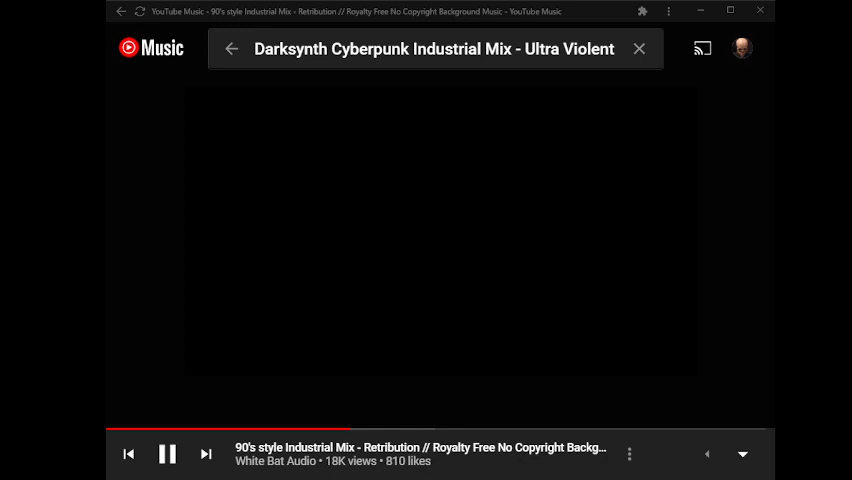 YouTube Music - 90's style Industrial Mix - Retribution // Royalty Free No Copyright Background Music - YouTube Music
Music
Darksynth Cyberpunk Industrial Mix - Ultra Violent
90's style Industrial Mix - Retribution // Royalty Free No Copyright Backg...
White Bat Audio • 18K views • 810 likes